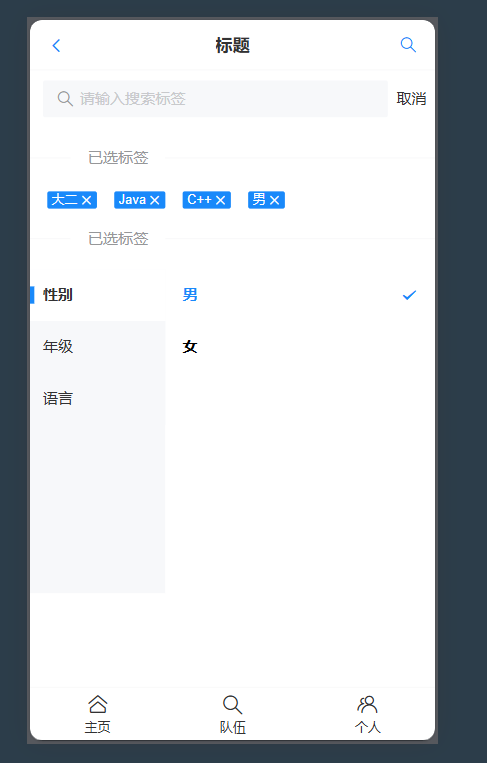 标题
请输入搜索标签 取消
已选标签
大二 Java C++ 男
已选标签
性别 男
年级 女
语言
主页 队伍 个人